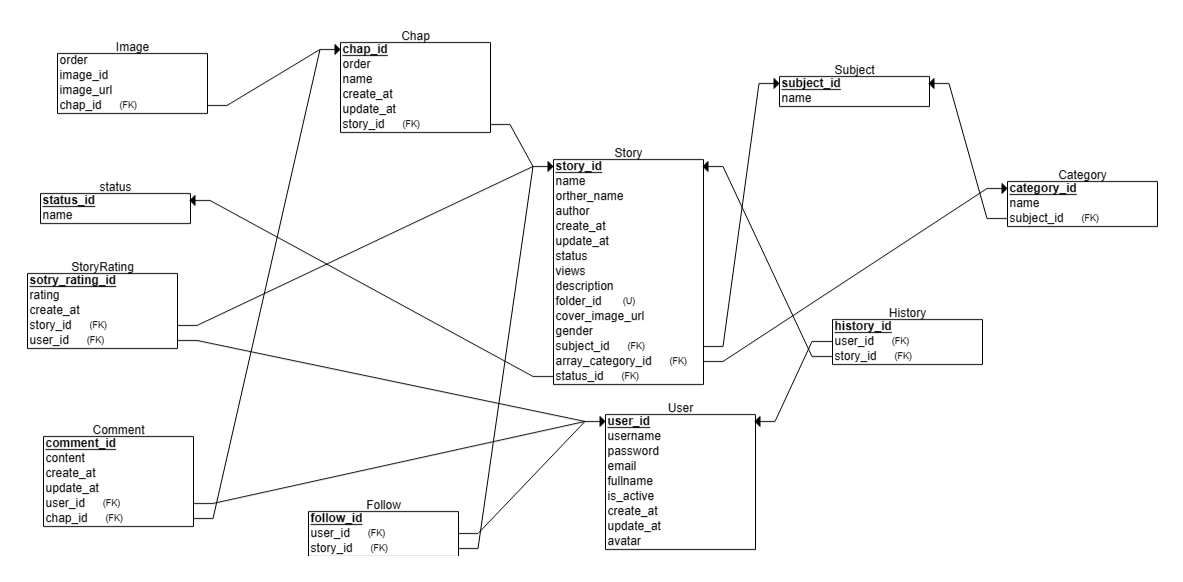 Image
order
image_id
image_url
chap_id (FK)
Chap
chap_id
order
name
create_at
update_at
story_id (FK)
Subject
subject_id
name
Story
story_id
name
orther_name
author
create_at
update_at
status
views
description
folder_id (U)
cover_image_url
gender
subject_id (FK)
array_category_id (FK)
status_id (FK)
Category
category_id
name
subject_id (FK)
status
status_id
name
StoryRating
sotry_rating_id
rating
create_at
story_id (FK)
user_id (FK)
History
history_id
user_id (FK)
story_id (FK)
User
user_id
username
password
email
fullname
is_active
create_at
update_at
avatar
Comment
comment_id
content
create_at
update_at
user_id (FK)
chap_id (FK)
Follow
follow_id
user_id (FK)
story_id (FK)